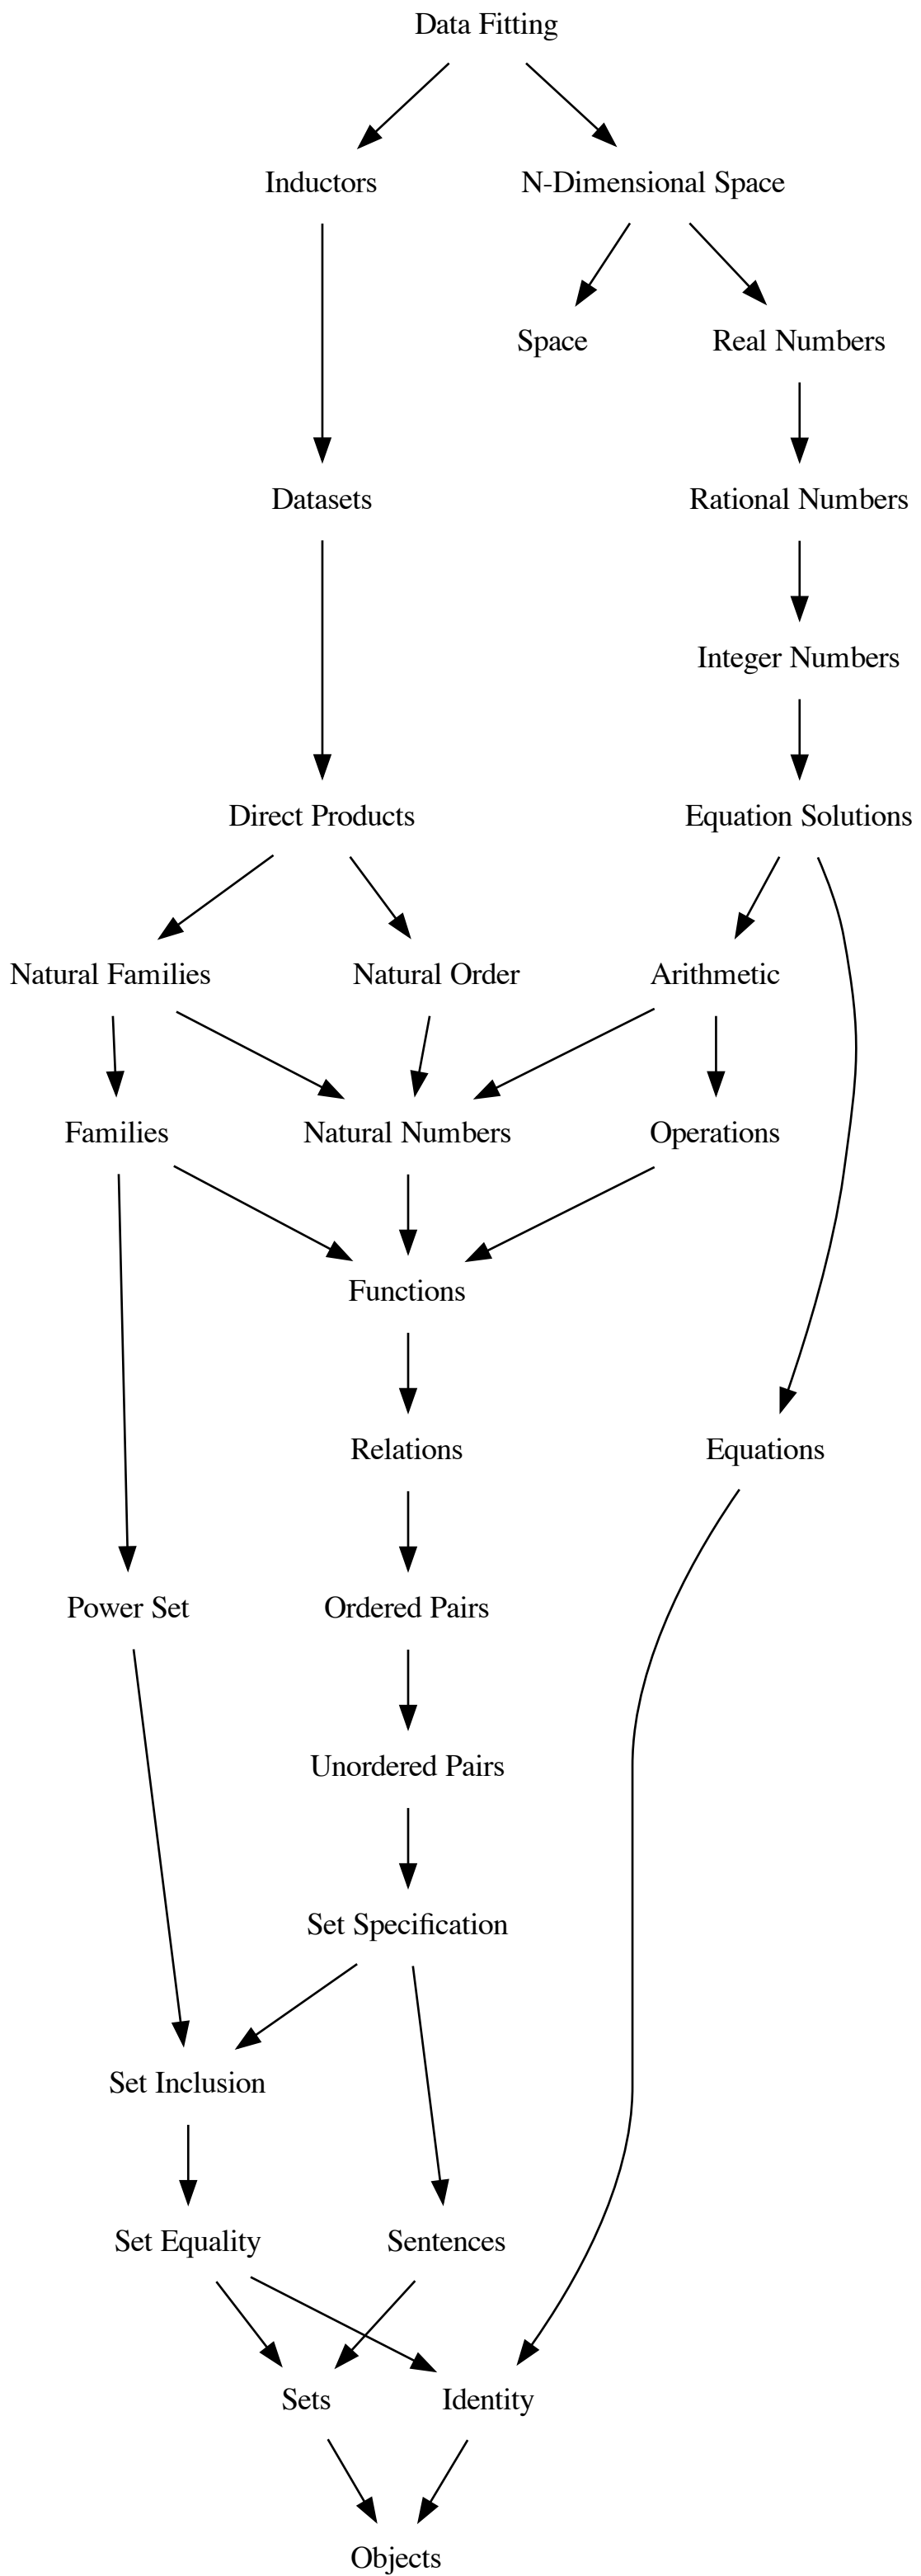 Data Fitting
Inductors
N-Dimensional Space
Space
Real Numbers
Datasets
Rational Numbers
Integer Numbers
Direct Products
Equation Solutions
Natural Families
Natural Order
Arithmetic
Families
Natural Numbers
Operations
Functions
Relations
Equations
Power Set
Ordered Pairs
Unordered Pairs
Set Specification
Set Inclusion
Set Equality
Sentences
Sets
Identity
Objects